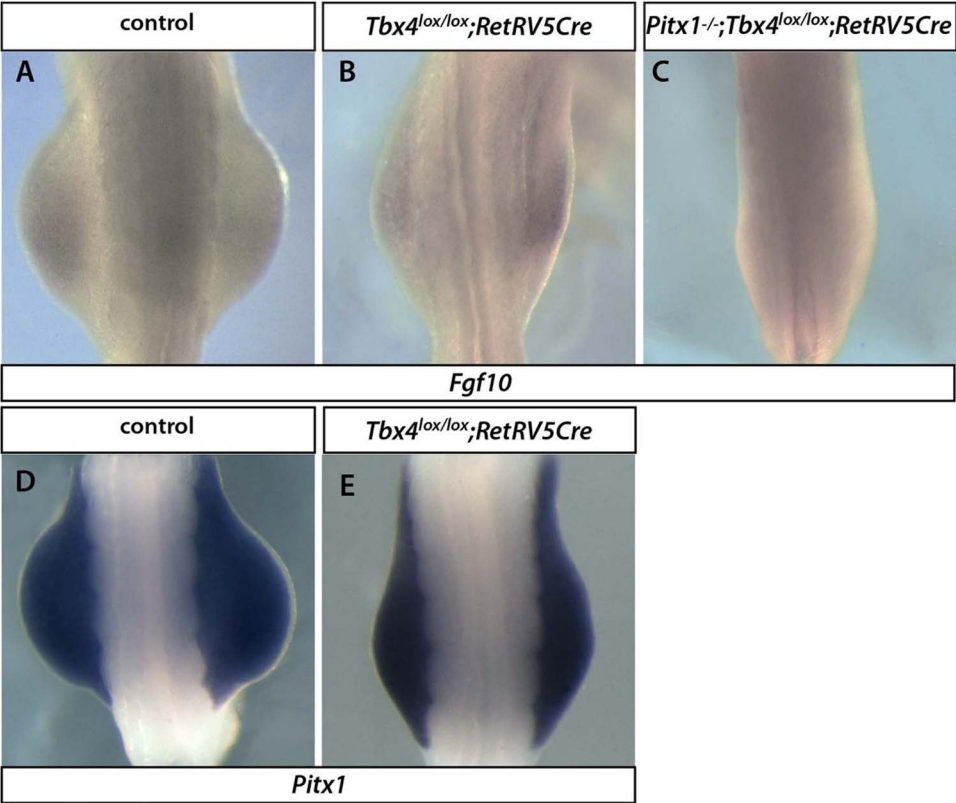 control
Tbx4lox/lox;RetRV5Cre
Pitx1-/-;Tbx4lox/lox;RetRV5Cre
A
B
C
Fgf10
control
Tbx4lox/lox;RetRV5Cre
D
E
Pitx1